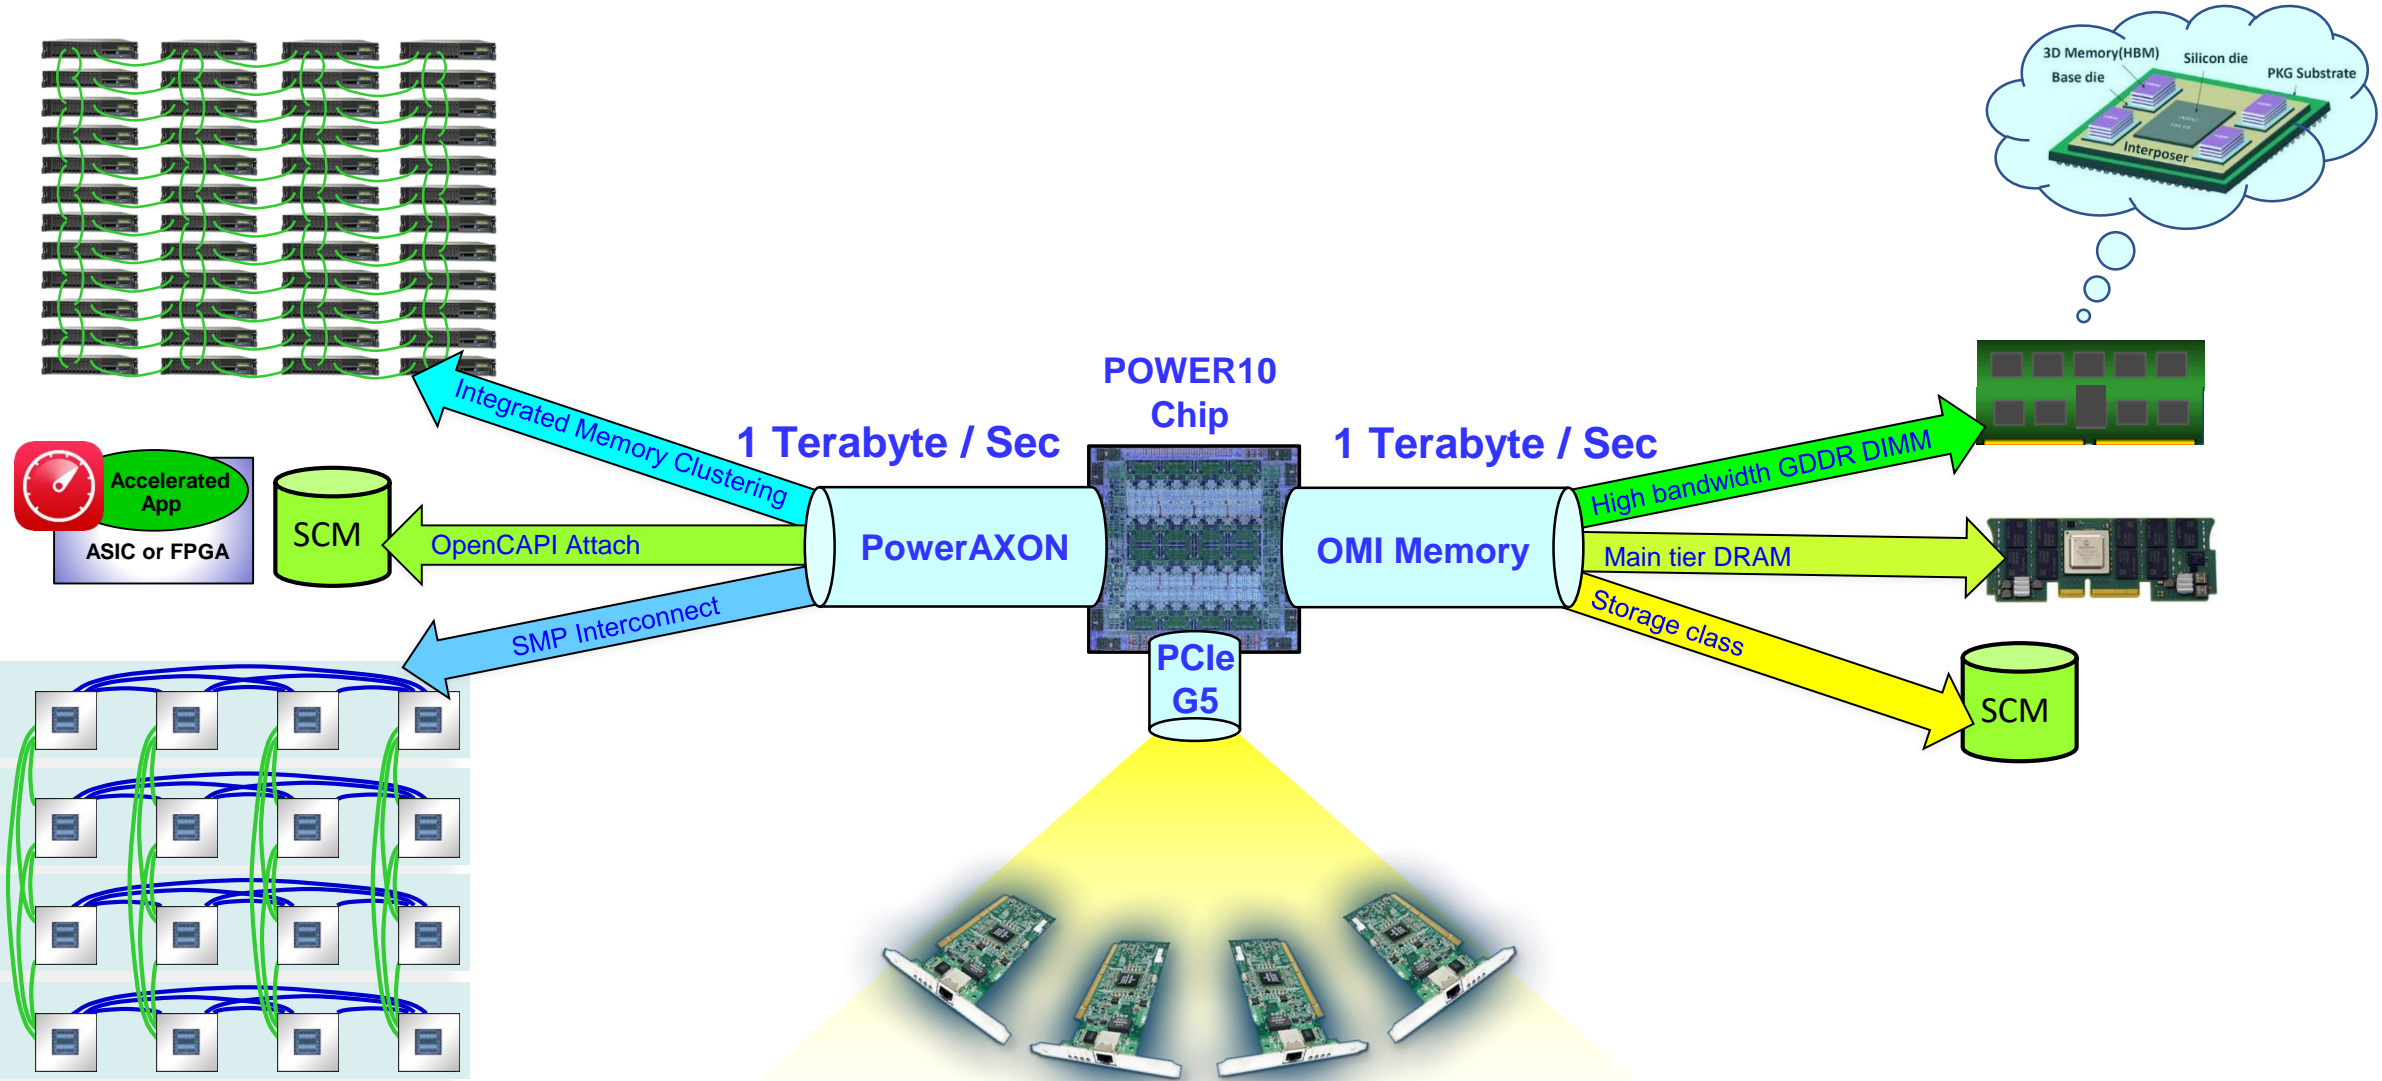 3D Memory(HBM)
Silicon die
Base die
PKG Substrate
Interposer
POWER10
Chip
1 Terabyte / Sec
1 Terabyte / Sec
Integrated Memory Clustering
High bandwidth GDDR DIMM
Accelerated
App
ASIC or FPGA
SCM
OpenCAPI Attach
PowerAXON
OMI Memory
Main tier DRAM
SMP Interconnect
Storage class
PCIe
G5
SCM